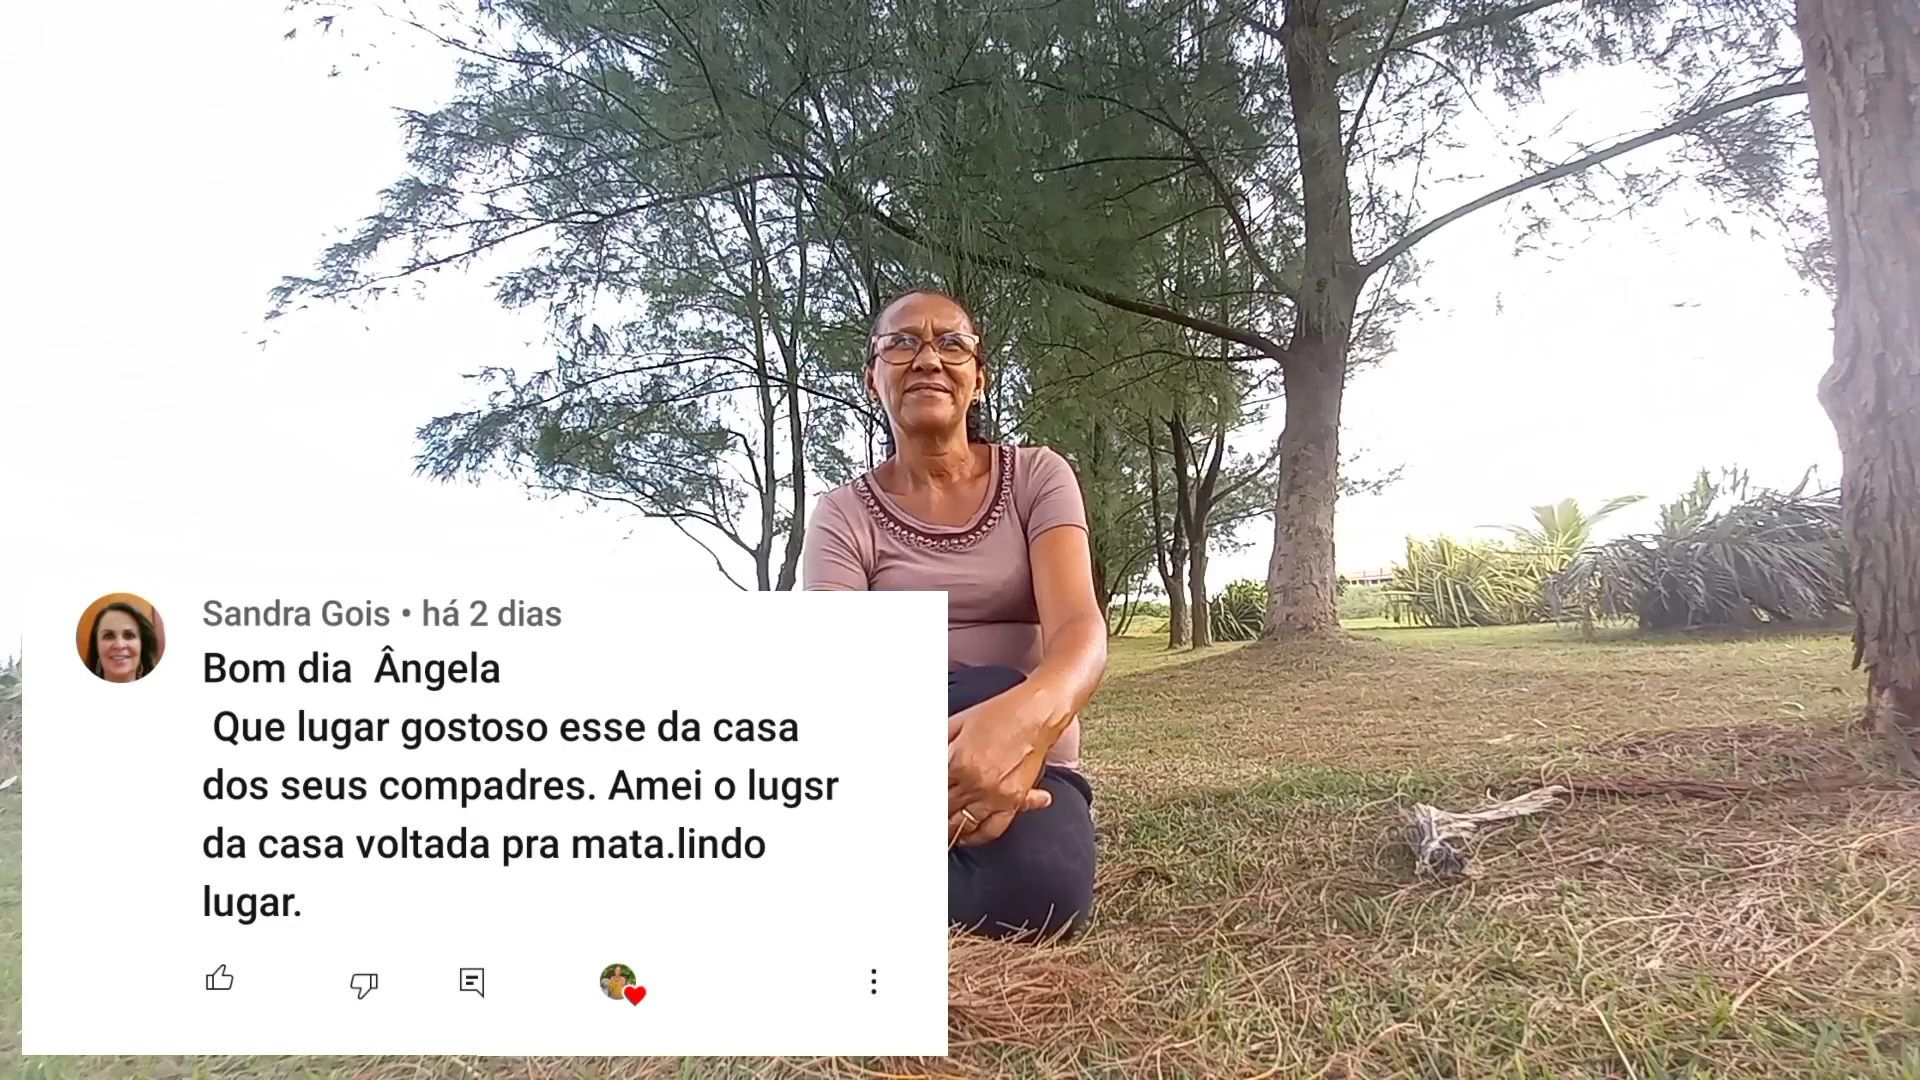 Sandra Gois • há 2 dias
Bom dia  Ângela
Que lugar gostoso esse da casa
dos seus compadres. Amei o lugsr
da casa voltada pra mata.lindo
lugar.